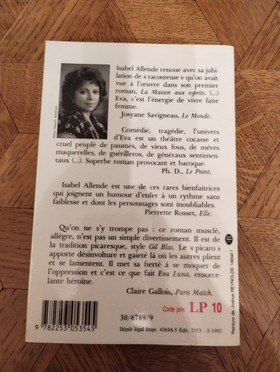 Isabel Allende renoue avec sa jubi
lation de « raconteuse » qu'on avait
vue à l'œuvre dans son premier
roman, La Maison aux esprits. (...)
Eva, c'est l'énergie de vivre faite
femme.
Josyane Savigneau, Le Monde.
Comédie, tragédie, l'univers
d'Eva est un théâtre cocasse et
cruel peuplé de paumés, de vieux fous, de mères
maquerelles, de guérilleros, de généraux sentimen-
taux (...) Superbe roman provocant et baroque.
Ph. D., Le Point.
Isabel Allende est une de ces rares bienfaitrices
qui joignent un humour d'enfer à un rythme sans
faiblesse et dont les personnages sont inoubliables.
Pierrette Rosset, Elle.
Qu'on ne s'y trompe pas : ce roman musclé,
allègre, n'est pas un simple divertissement. Il est
de la tradition picaresque, style Gil Blas. Le « picaro »
apporte désinvolture et gaieté là où les autres plient
et se lamentent. Il met sa fierté à se moquer de
l'oppression et c'est ce que fait Eva Luna, ensorce-
lante héroïne.
Claire Gallois, Paris Match.
30/6789/9
Code prix LP 10
9 782253 053545